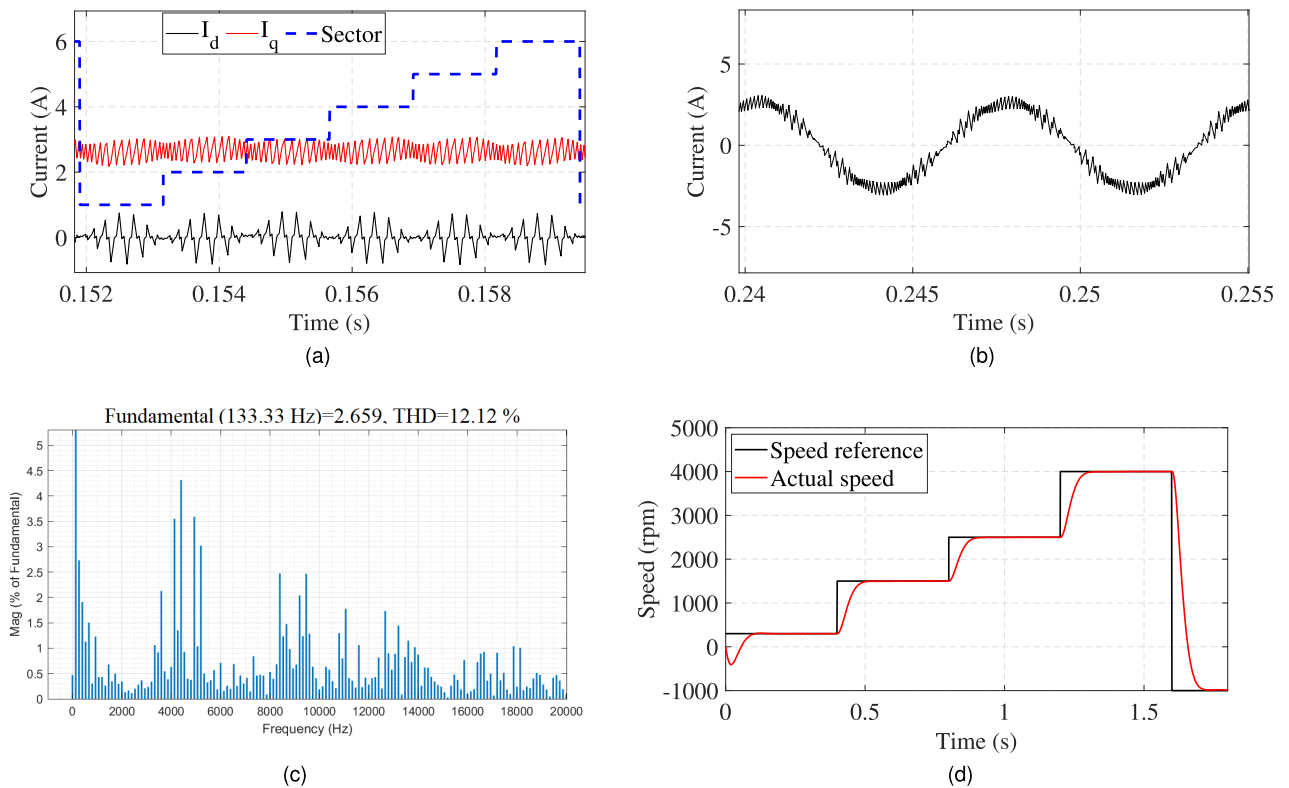 I_d I_q Sector
6
4
2
0
Current (A)
0.152 0.154 0.156 0.158
Time (s)
(a)
5
0
-5
Current (A)
0.24 0.245 0.25 0.255
Time (s)
(b)
Fundamental (133.33 Hz)=2.659, THD=12.12 %
5
4.5
4
3.5
3
2.5
2
1.5
1
0.5
0
Mag (% of Fundamental)
0 2000 4000 6000 8000 10000 12000 14000 16000 18000 20000
Frequency (Hz)
(c)
Speed reference
Actual speed
5000
4000
3000
2000
1000
0
-1000
Speed (rpm)
0 0.5 1 1.5
Time (s)
(d)